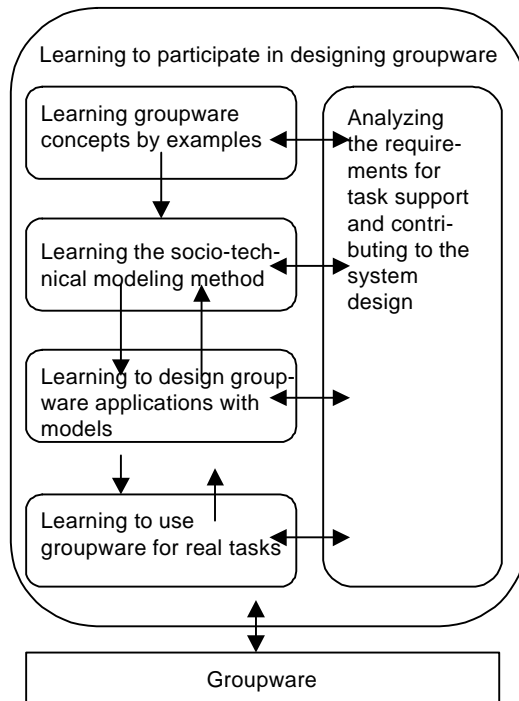 Learning to participate in designing groupware
Learning groupware
concepts by examples
Analyzing
the require-
ments for
task support
and contri-
buting to the
system
design
Learning the socio-tech-
nical modeling method
Learning to design group-
ware applications with
models
Learning to use
groupware for real tasks
Groupware